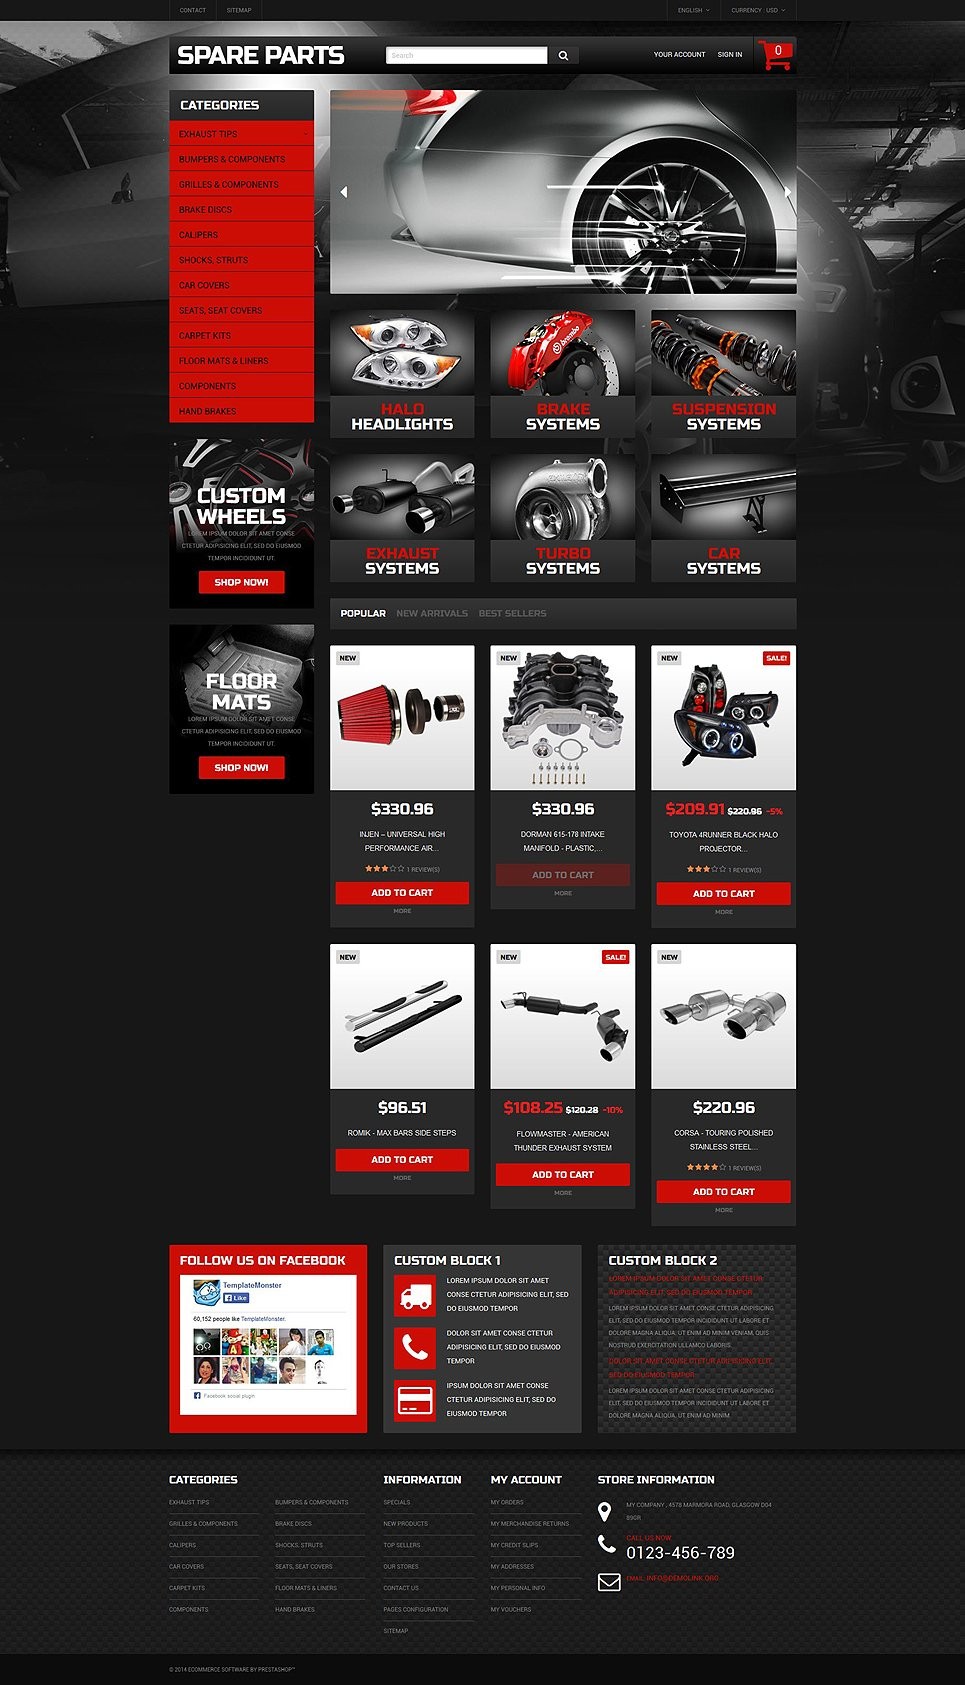 CONTACT
SITEMAP
ENGLISH
CURRENCY USD
SPARE PARTS
Search
YOUR ACCOUNT
SIGN IN
0
CATEGORIES
EXHAUST TIPS
BUMPERS & COMPONENTS
GRILLES & COMPONENTS
BRAKE DISCS
CALIPERS
SHOCKS, STRUTS
CAR COVERS
SEATS, SEAT COVERS
CARPET KITS
FLOOR MATS & LINERS
COMPONENTS
HAND BRAKES
HALO
HEADLIGHTS
brembo
BRAKE
SYSTEMS
SUSPENSION
SYSTEMS
EXHAUST
SYSTEMS
TURBO
SYSTEMS
CAR
SYSTEMS
CUSTOM
WHEELS
LOREM IPSUM DOLOR SIT AMET CONSE
CTETUR ADIPISICING ELIT, SED DO EIUSMOD
TEMPOR INCIDIDUNT UT.
SHOP NOW!
FLOOR
MATS
LOREM IPSUM DOLOR SIT AMET CONSE
CTETUR ADIPISICING ELIT, SED DO EIUSMOD
TEMPOR INCIDIDUNT UT.
SHOP NOW!
POPULAR
NEW ARRIVALS
BEST SELLERS
NEW
$330.96
INJEN – UNIVERSAL HIGH
PERFORMANCE AIR...
1 REVIEW(S)
ADD TO CART
MORE
NEW
$330.96
DORMAN 615-178 INTAKE
MANIFOLD - PLASTIC,...
ADD TO CART
MORE
NEW
SALE!
$209.91 $220.96 -5%
TOYOTA 4RUNNER BLACK HALO
PROJECTOR...
1 REVIEW(S)
ADD TO CART
MORE
NEW
$96.51
ROMIK - MAX BARS SIDE STEPS
ADD TO CART
MORE
NEW
SALE!
$108.25 $120.28 -10%
FLOWMASTER - AMERICAN
THUNDER EXHAUST SYSTEM
ADD TO CART
MORE
NEW
$220.96
CORSA - TOURING POLISHED
STAINLESS STEEL...
1 REVIEW(S)
ADD TO CART
MORE
FOLLOW US ON FACEBOOK
TemplateMonster
Like
60,152 people like TemplateMonster.
Facebook social plugin
CUSTOM BLOCK 1
LOREM IPSUM DOLOR SIT AMET
CONSE CTETUR ADIPISICING ELIT, SED
DO EIUSMOD TEMPOR
DOLOR SIT AMET CONSE CTETUR
ADIPISICING ELIT, SED DO EIUSMOD
TEMPOR
IPSUM DOLOR SIT AMET CONSE
CTETUR ADIPISICING ELIT, SED DO
EIUSMOD TEMPOR
CUSTOM BLOCK 2
LOREM IPSUM DOLOR SIT AMET CONSE CTETUR
ADIPISICING ELIT, SED DO EIUSMOD TEMPOR
LOREM IPSUM DOLOR SIT AMET CONSE CTETUR ADIPISICING
ELIT, SED DO EIUSMOD TEMPOR INCIDIDUNT UT LABORE ET
DOLORE MAGNA ALIQUA. UT ENIM AD MINIM VENIAM, QUIS
NOSTRUD EXERCITATION ULLAMCO LABORIS
DOLOR SIT AMET CONSE CTETUR ADIPISICING ELIT,
SED DO EIUSMOD TEMPOR
LOREM IPSUM DOLOR SIT AMET CONSE CTETUR ADIPISICING
ELIT, SED DO EIUSMOD TEMPOR INCIDIDUNT UT LABORE ET
DOLORE MAGNA ALIQUA. UT ENIM AD MINIM
CATEGORIES
EXHAUST TIPS
BUMPERS & COMPONENTS
GRILLES & COMPONENTS
BRAKE DISCS
CALIPERS
SHOCKS, STRUTS
CAR COVERS
SEATS, SEAT COVERS
CARPET KITS
FLOOR MATS & LINERS
COMPONENTS
HAND BRAKES
INFORMATION
SPECIALS
NEW PRODUCTS
TOP SELLERS
OUR STORES
CONTACT US
PAGES CONFIGURATION
SITEMAP
MY ACCOUNT
MY ORDERS
MY MERCHANDISE RETURNS
MY CREDIT SLIPS
MY ADDRESSES
MY PERSONAL INFO
MY VOUCHERS
STORE INFORMATION
MY COMPANY , 4578 MARMORA ROAD, GLASGOW D04
89GR
CALL US NOW:
0123-456-789
EMAIL: INFO@DEMOLINK.ORG
© 2014 ECOMMERCE SOFTWARE BY PRESTASHOP™